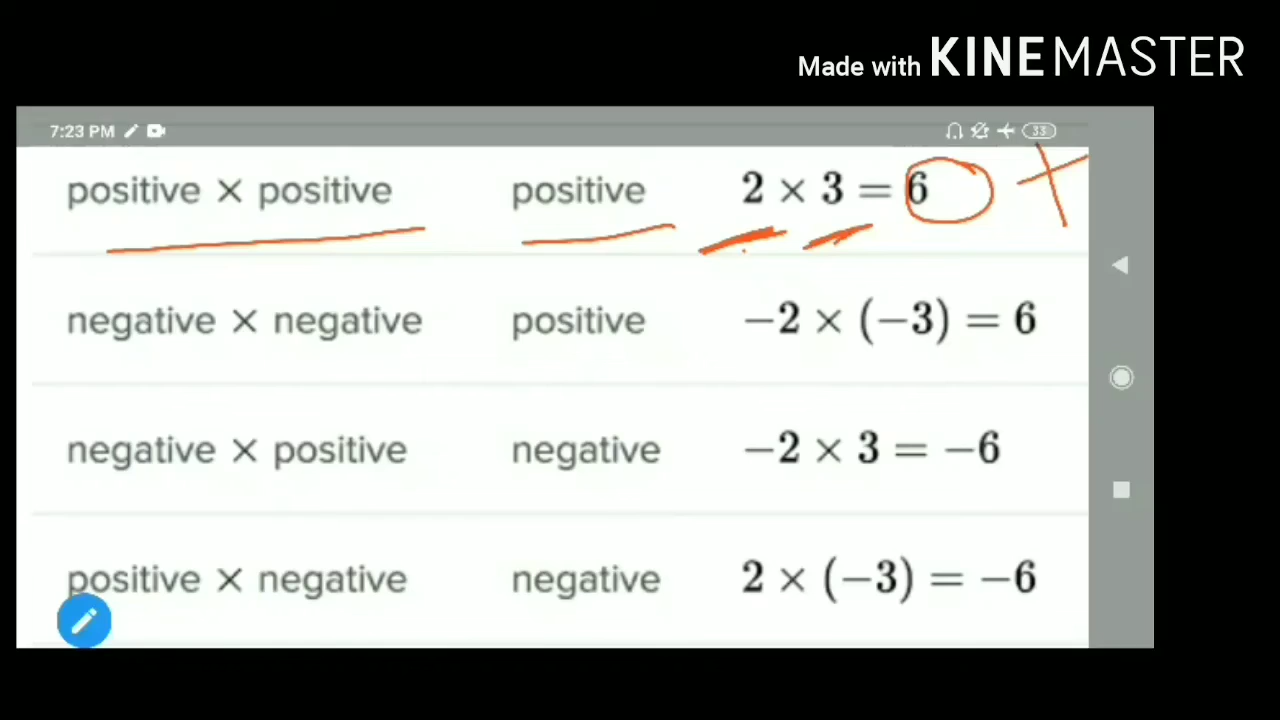 Made with KINEMASTER
7:23 PM 33
positive × positive positive 2 × 3 = 6 +
negative × negative positive −2 × (−3) = 6
negative × positive negative −2 × 3 = −6
positive × negative negative 2 × (−3) = −6